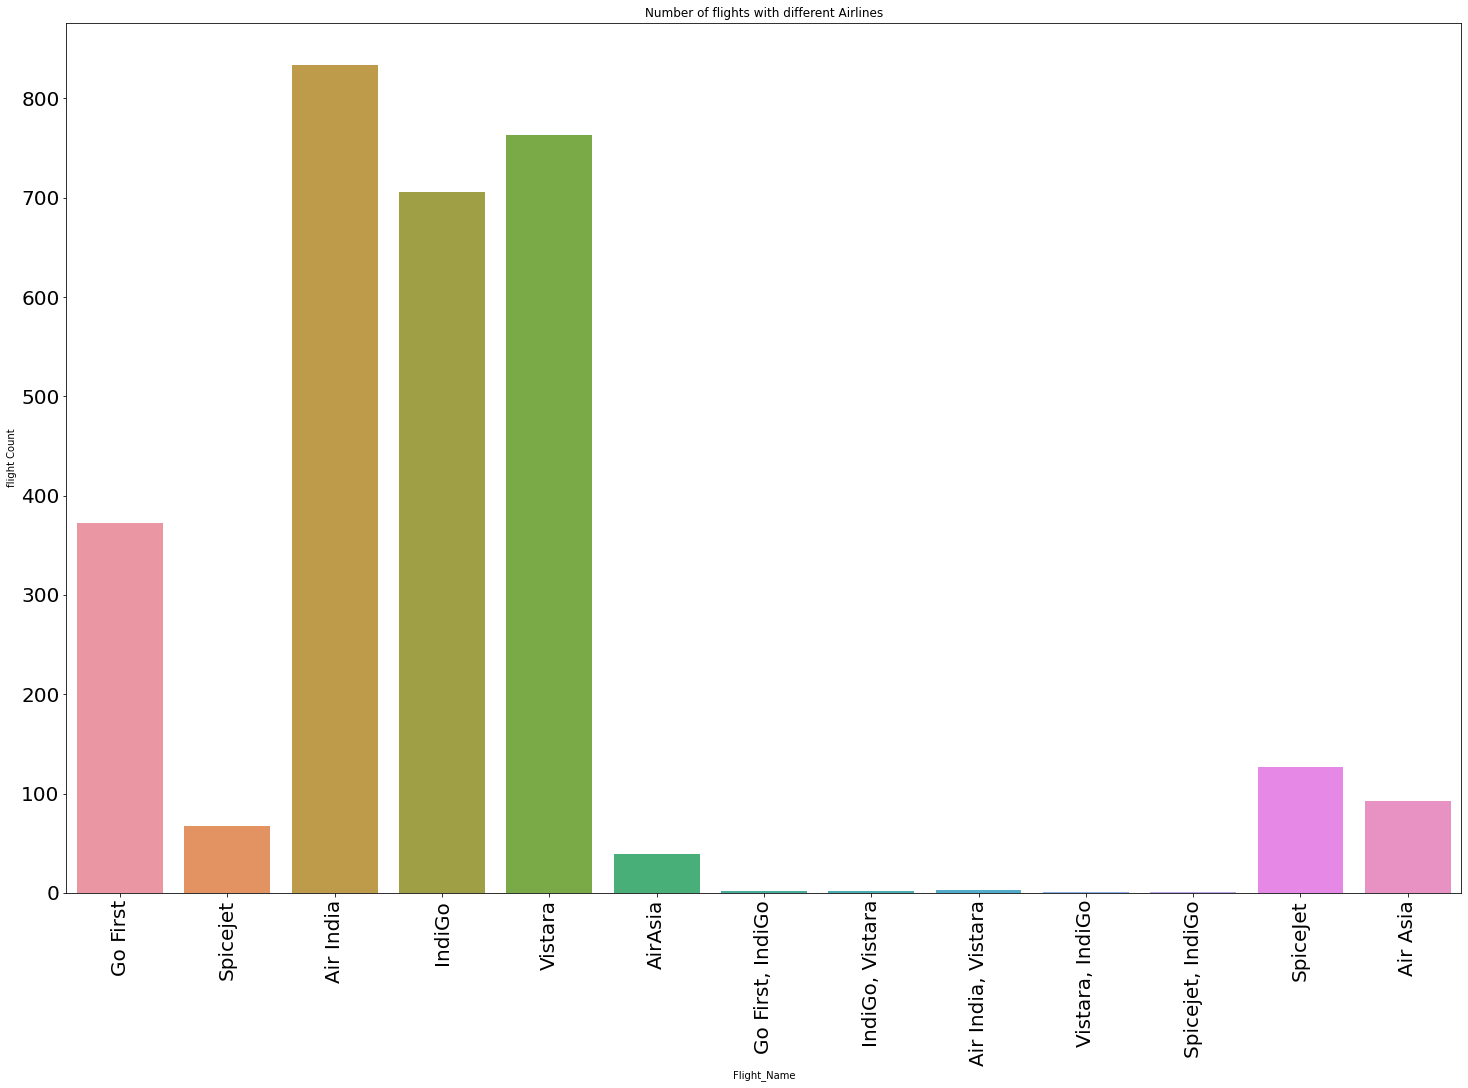 Number of flights with different Airlines
flight Count
800
700
600
500
400
300
200
100
0
Go First
Spicejet
Air India
IndiGo
Vistara
AirAsia
Go First, IndiGo
IndiGo, Vistara
Air India, Vistara
Vistara, IndiGo
Spicejet, IndiGo
SpiceJet
Air Asia
Flight_Name